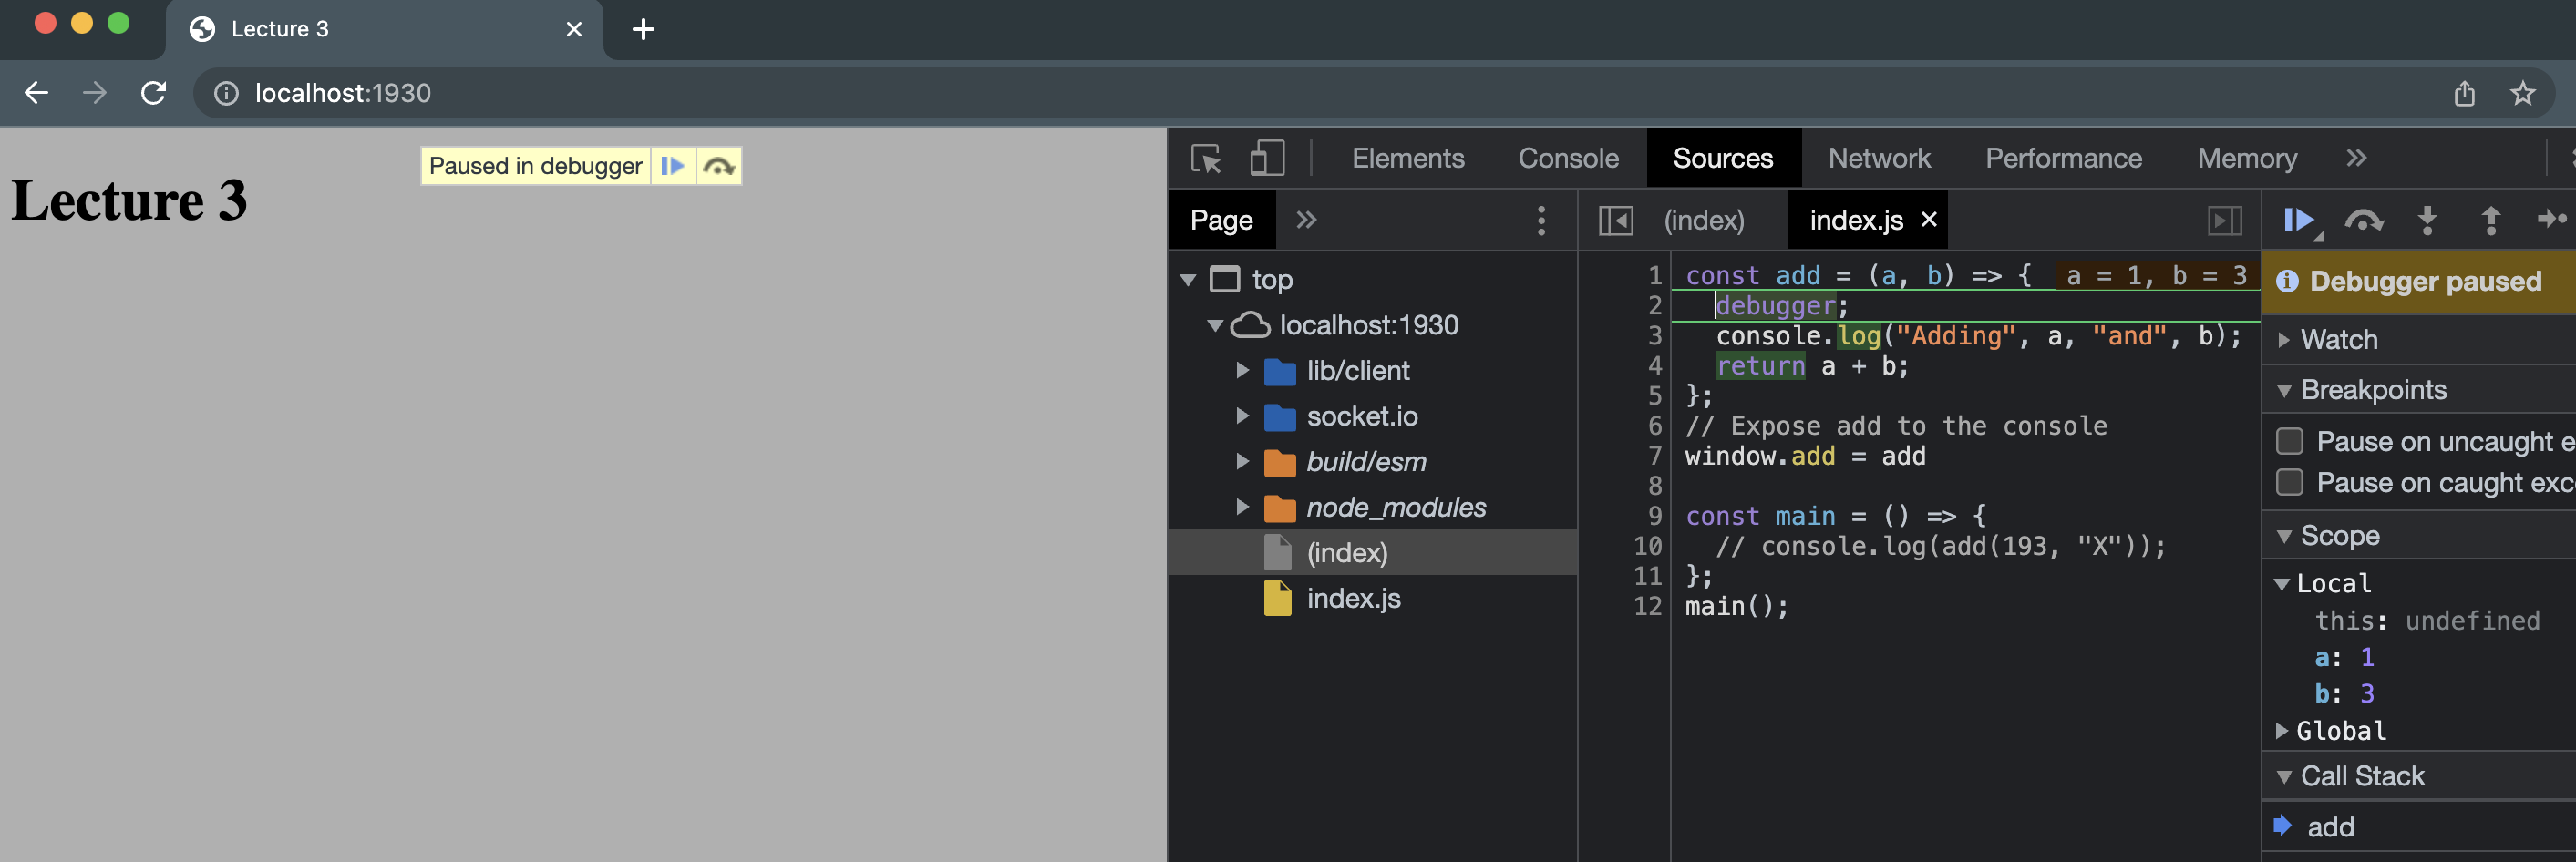 Lecture 3
localhost:1930
Lecture 3
Paused in debugger
Elements Console Sources Network Performance Memory
Page
top
localhost:1930
lib/client
socket.io
build/esm
node_modules
(index)
index.js
(index) index.js
1 const add = (a, b) => { a = 1, b = 3
2 debugger;
3 console.log("Adding", a, "and", b);
4 return a + b;
5 };
6 // Expose add to the console
7 window.add = add
8
9 const main = () => {
10 // console.log(add(193, "X"));
11 };
12 main();
Debugger paused
Watch
Breakpoints
Pause on uncaught e
Pause on caught exc
Scope
Local
this: undefined
a: 1
b: 3
Global
Call Stack
add